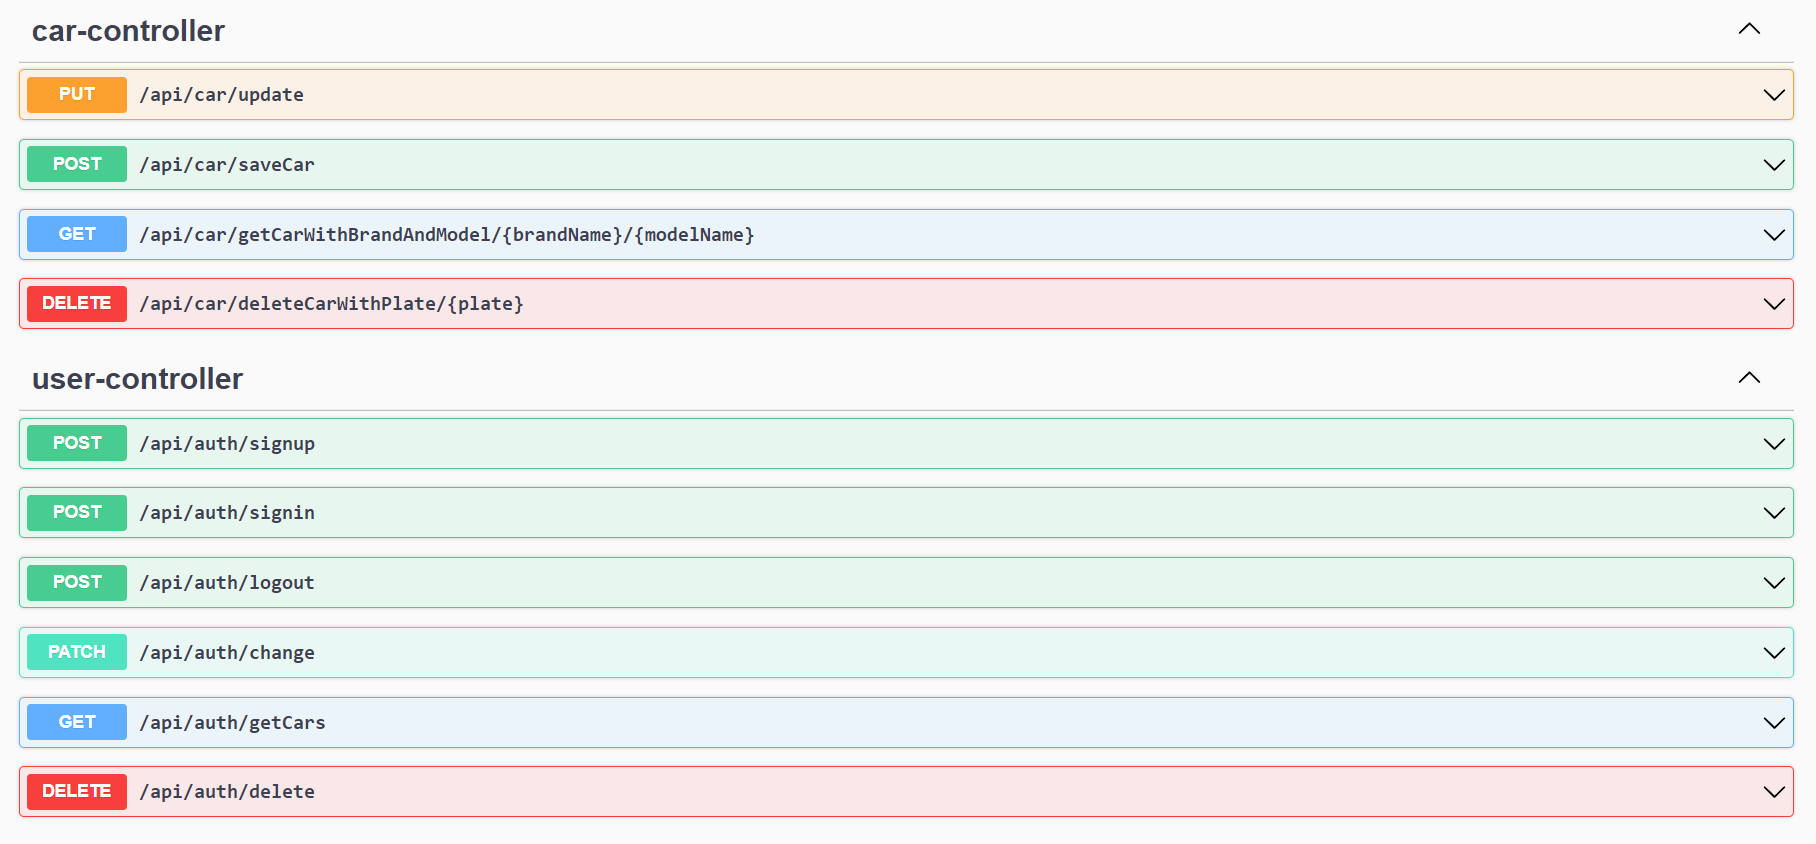 car-controller
PUT /api/car/update
POST /api/car/saveCar
GET /api/car/getCarWithBrandAndModel/{brandName}/{modelName}
DELETE /api/car/deleteCarWithPlate/{plate}
user-controller
POST /api/auth/signup
POST /api/auth/signin
POST /api/auth/logout
PATCH /api/auth/change
GET /api/auth/getCars
DELETE /api/auth/delete